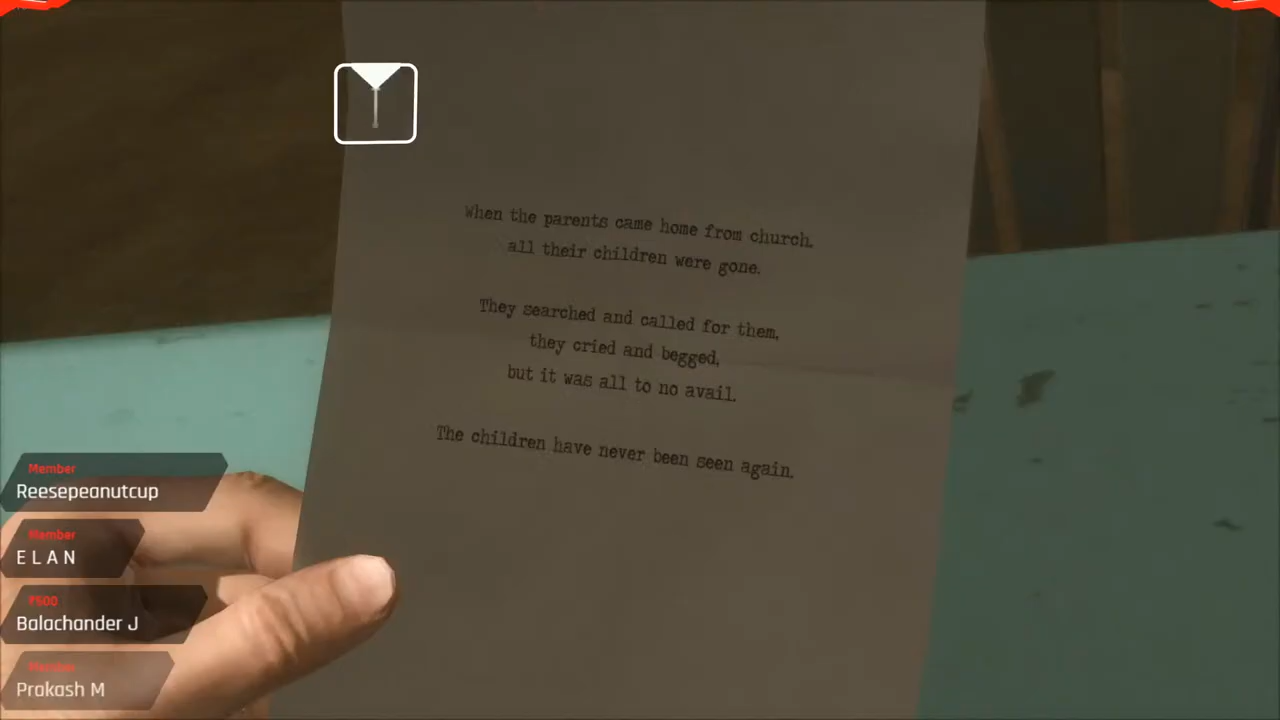 When the parents came home from church,
all their children were gone.
They searched and called for them,
they cried and begged,
but it was all to no avail.
The children have never been seen again.
Member
Reesepeanutcup
Member
E L A N
₹500
Balachander J
Member
Prakash M